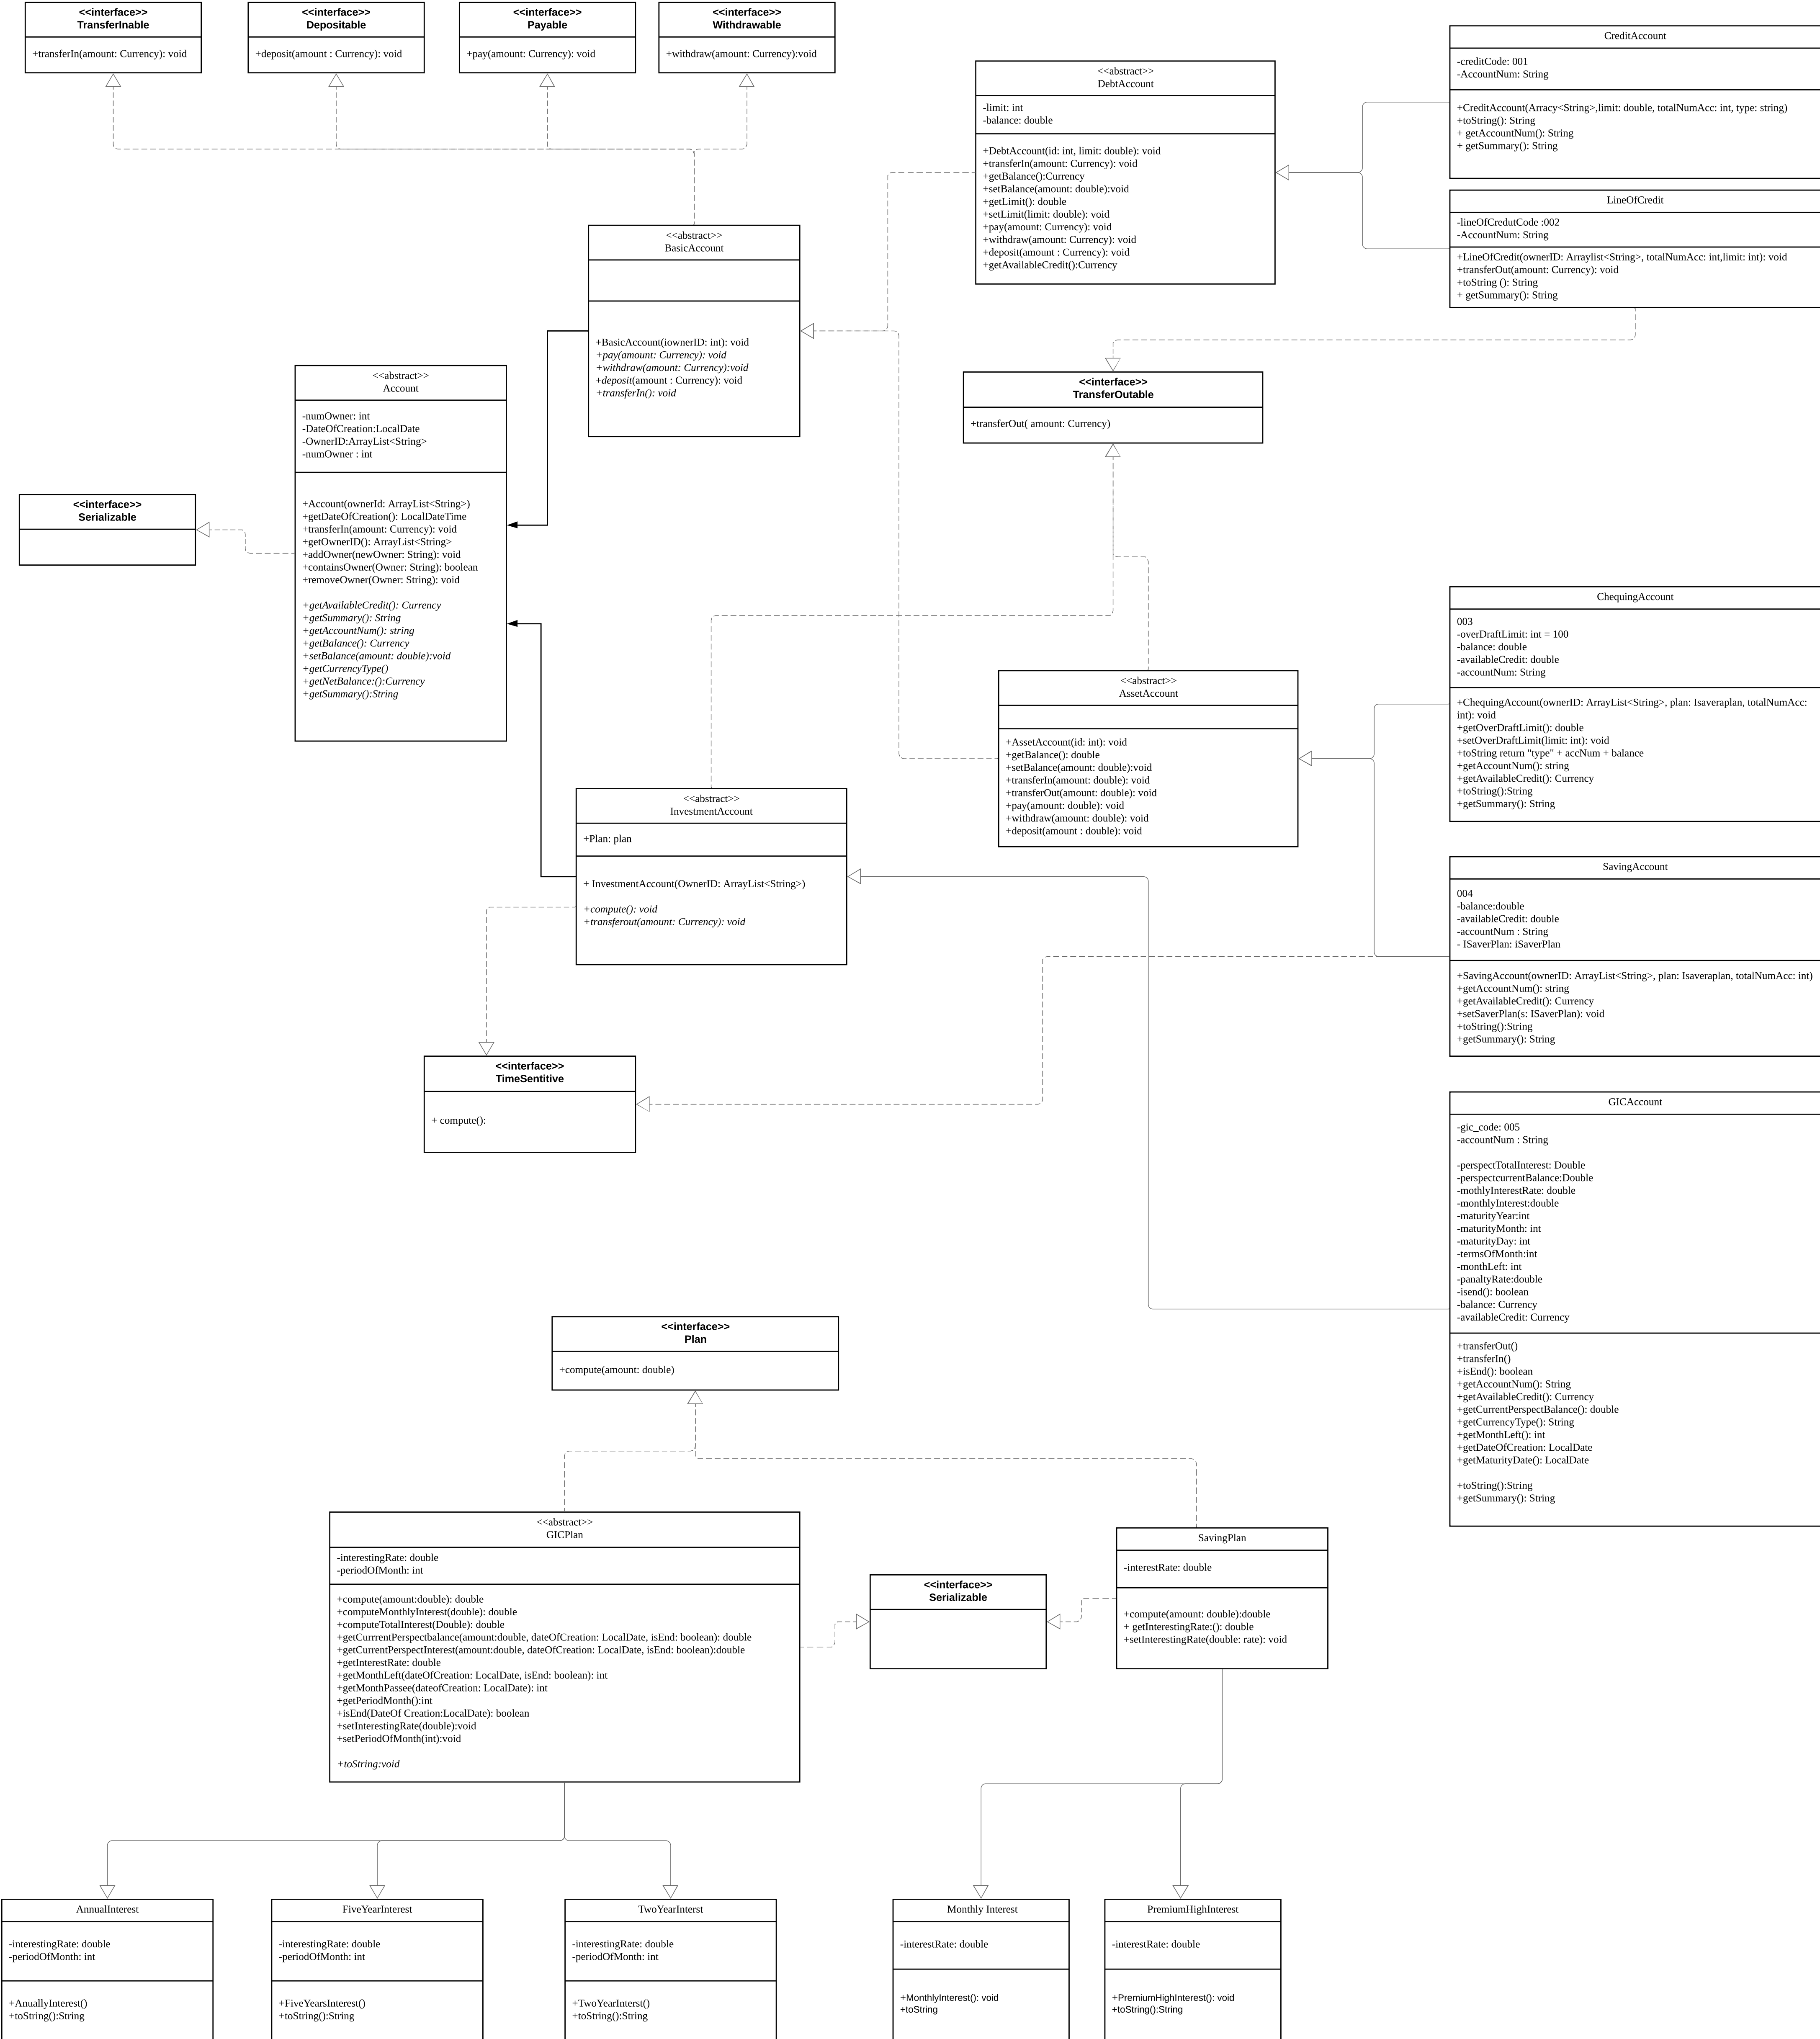 <<interface>>
TransferInable
+transferIn(amount: Currency): void
<<interface>>
Depositable
+deposit(amount : Currency): void
<<interface>>
Payable
+pay(amount: Currency): void
<<interface>>
Withdrawable
+withdraw(amount: Currency):void
<<abstract>>
DebtAccount
-limit: int
-balance: double
+DebtAccount(id: int, limit: double): void
+transferIn(amount: Currency): void
+getBalance():Currency
+setBalance(amount: double):void
+getLimit(): double
+setLimit(limit: double): void
+pay(amount: Currency): void
+withdraw(amount: Currency): void
+deposit(amount : Currency): void
+getAvailableCredit():Currency
CreditAccount
-creditCode: 001
-AccountNum: String
+CreditAccount(Arracy<String>,limit: double, totalNumAcc: int, type: string)
+toString(): String
+ getAccountNum(): String
+ getSummary(): String
LineOfCredit
-lineOfCredutCode :002
-AccountNum: String
+LineOfCredit(ownerID: Arraylist<String>, totalNumAcc: int,limit: int): void
+transferOut(amount: Currency): void
+toString (): String
+ getSummary(): String
<<abstract>>
BasicAccount
+BasicAccount(iownerID: int): void
+pay(amount: Currency): void
+withdraw(amount: Currency):void
+deposit(amount : Currency): void
+transferIn(): void
<<abstract>>
Account
-numOwner: int
-DateOfCreation:LocalDate
-OwnerID:ArrayList<String>
-numOwner : int
+Account(ownerId: ArrayList<String>)
+getDateOfCreation(): LocalDateTime
+transferIn(amount: Currency): void
+getOwnerID(): ArrayList<String>
+addOwner(newOwner: String): void
+containsOwner(Owner: String): boolean
+removeOwner(Owner: String): void
+getAvailableCredit(): Currency
+getSummary(): String
+getAccountNum(): string
+getBalance(): Currency
+setBalance(amount: double):void
+getCurrencyType()
+getNetBalance:():Currency
+getSummary():String
<<interface>>
TransferOutable
+transferOut( amount: Currency)
<<interface>>
Serializable
<<abstract>>
AssetAccount
+AssetAccount(id: int): void
+getBalance(): double
+setBalance(amount: double):void
+transferIn(amount: double): void
+transferOut(amount: double): void
+pay(amount: double): void
+withdraw(amount: double): void
+deposit(amount : double): void
ChequingAccount
003
-overDraftLimit: int = 100
-balance: double
-availableCredit: double
-accountNum: String
+ChequingAccount(ownerID: ArrayList<String>, plan: Isaveraplan, totalNumAcc:
int): void
+getOverDraftLimit(): double
+setOverDraftLimit(limit: int): void
+toString return "type" + accNum + balance
+getAccountNum(): string
+getAvailableCredit(): Currency
+toString():String
+getSummary(): String
<<abstract>>
InvestmentAccount
+Plan: plan
+ InvestmentAccount(OwnerID: ArrayList<String>)
+compute(): void
+transferout(amount: Currency): void
SavingAccount
004
-balance:double
-availableCredit: double
-accountNum : String
- ISaverPlan: iSaverPlan
+SavingAccount(ownerID: ArrayList<String>, plan: Isaveraplan, totalNumAcc: int)
+getAccountNum(): string
+getAvailableCredit(): Currency
+setSaverPlan(s: ISaverPlan): void
+toString():String
+getSummary(): String
<<interface>>
TimeSentitive
+ compute():
GICAccount
-gic_code: 005
-accountNum : String
-perspectTotalInterest: Double
-perspectcurrentBalance:Double
-mothlyInterestRate: double
-monthlyInterest:double
-maturityYear:int
-maturityMonth: int
-maturityDay: int
-termsOfMonth:int
-monthLeft: int
-panaltyRate:double
-isend(): boolean
-balance: Currency
-availableCredit: Currency
+transferOut()
+transferIn()
+isEnd(): boolean
+getAccountNum(): String
+getAvailableCredit(): Currency
+getCurrentPerspectBalance(): double
+getCurrencyType(): String
+getMonthLeft(): int
+getDateOfCreation: LocalDate
+getMaturityDate(): LocalDate
+toString():String
+getSummary(): String
<<interface>>
Plan
+compute(amount: double)
<<abstract>>
GICPlan
-interestingRate: double
-periodOfMonth: int
+compute(amount:double): double
+computeMonthlyInterest(double): double
+computeTotalInterest(Double): double
+getCurrrentPerspectbalance(amount:double, dateOfCreation: LocalDate, isEnd: boolean): double
+getCurrentPerspectInterest(amount:double, dateOfCreation: LocalDate, isEnd: boolean):double
+getInterestRate: double
+getMonthLeft(dateOfCreation: LocalDate, isEnd: boolean): int
+getMonthPassee(dateofCreation: LocalDate): int
+getPeriodMonth():int
+isEnd(DateOf Creation:LocalDate): boolean
+setInterestingRate(double):void
+setPeriodOfMonth(int):void
+toString:void
<<interface>>
Serializable
SavingPlan
-interestRate: double
+compute(amount: double):double
+ getInterestingRate:(): double
+setInterestingRate(double: rate): void
AnnualInterest
-interestingRate: double
-periodOfMonth: int
+AnuallyInterest()
+toString():String
FiveYearInterest
-interestingRate: double
-periodOfMonth: int
+FiveYearsInterest()
+toString():String
TwoYearInterst
-interestingRate: double
-periodOfMonth: int
+TwoYearInterst()
+toString():String
Monthly Interest
-interestRate: double
+MonthlyInterest(): void
+toString
PremiumHighInterest
-interestRate: double
+PremiumHighInterest(): void
+toString():String